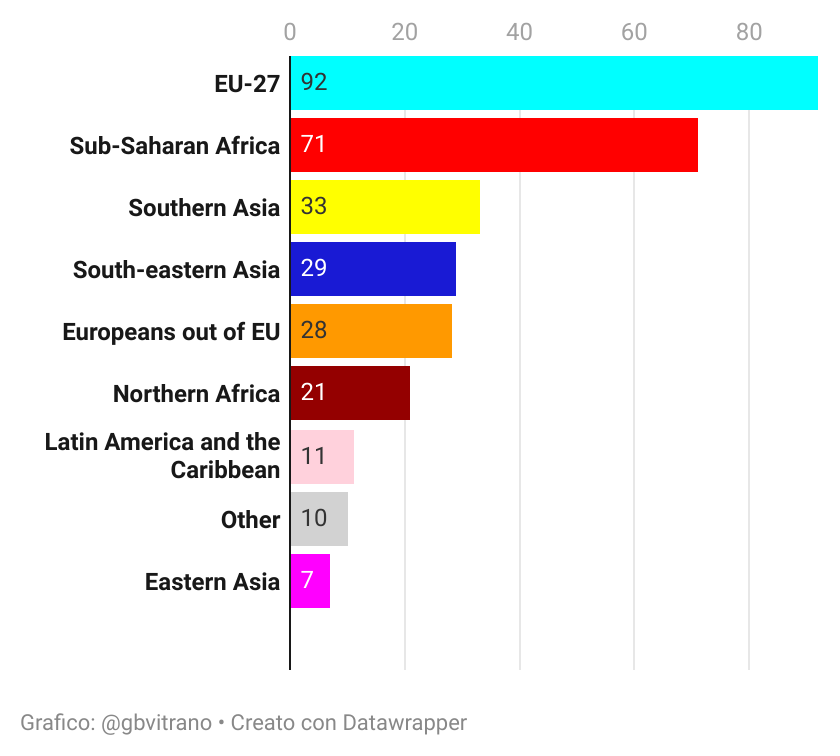 0 20 40 60 80
EU-27 92
Sub-Saharan Africa 71
Southern Asia 33
South-eastern Asia 29
Europeans out of EU 28
Northern Africa 21
Latin America and the
Caribbean 11
Other 10
Eastern Asia 7
Grafico: @gbvitrano • Creato con Datawrapper